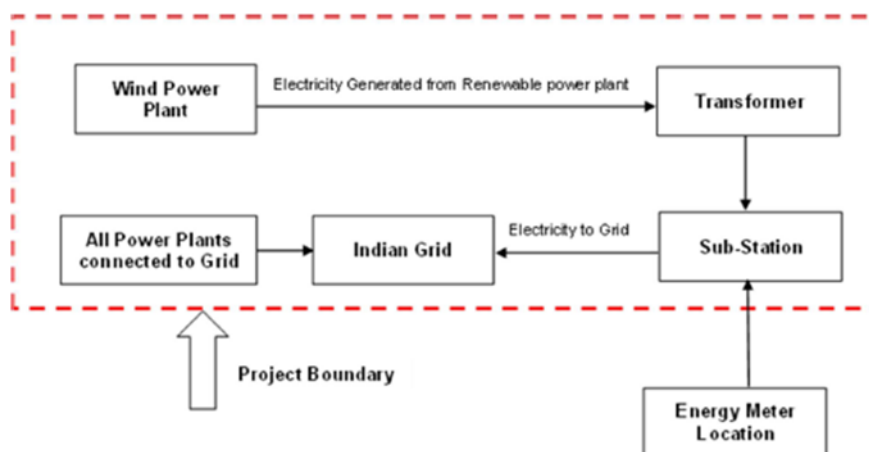 Wind Power
Plant
Electricity Generated from Renewable power plant
Transformer
All Power Plants
connected to Grid
Indian Grid
Electricity to Grid
Sub-Station
Project Boundary
Energy Meter
Location